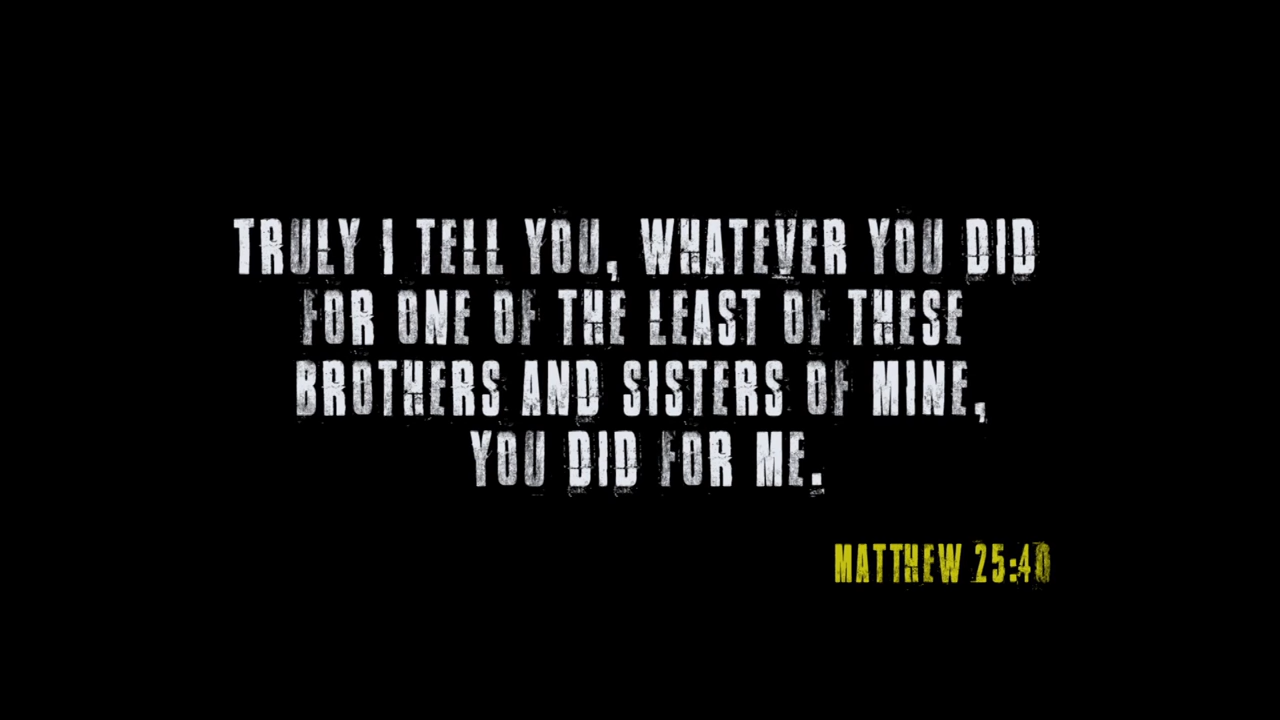 TRULY I TELL YOU, WHATEVER YOU DID
FOR ONE OF THE LEAST OF THESE
BROTHERS AND SISTERS OF MINE,
YOU DID FOR ME.
MATTHEW 25:40